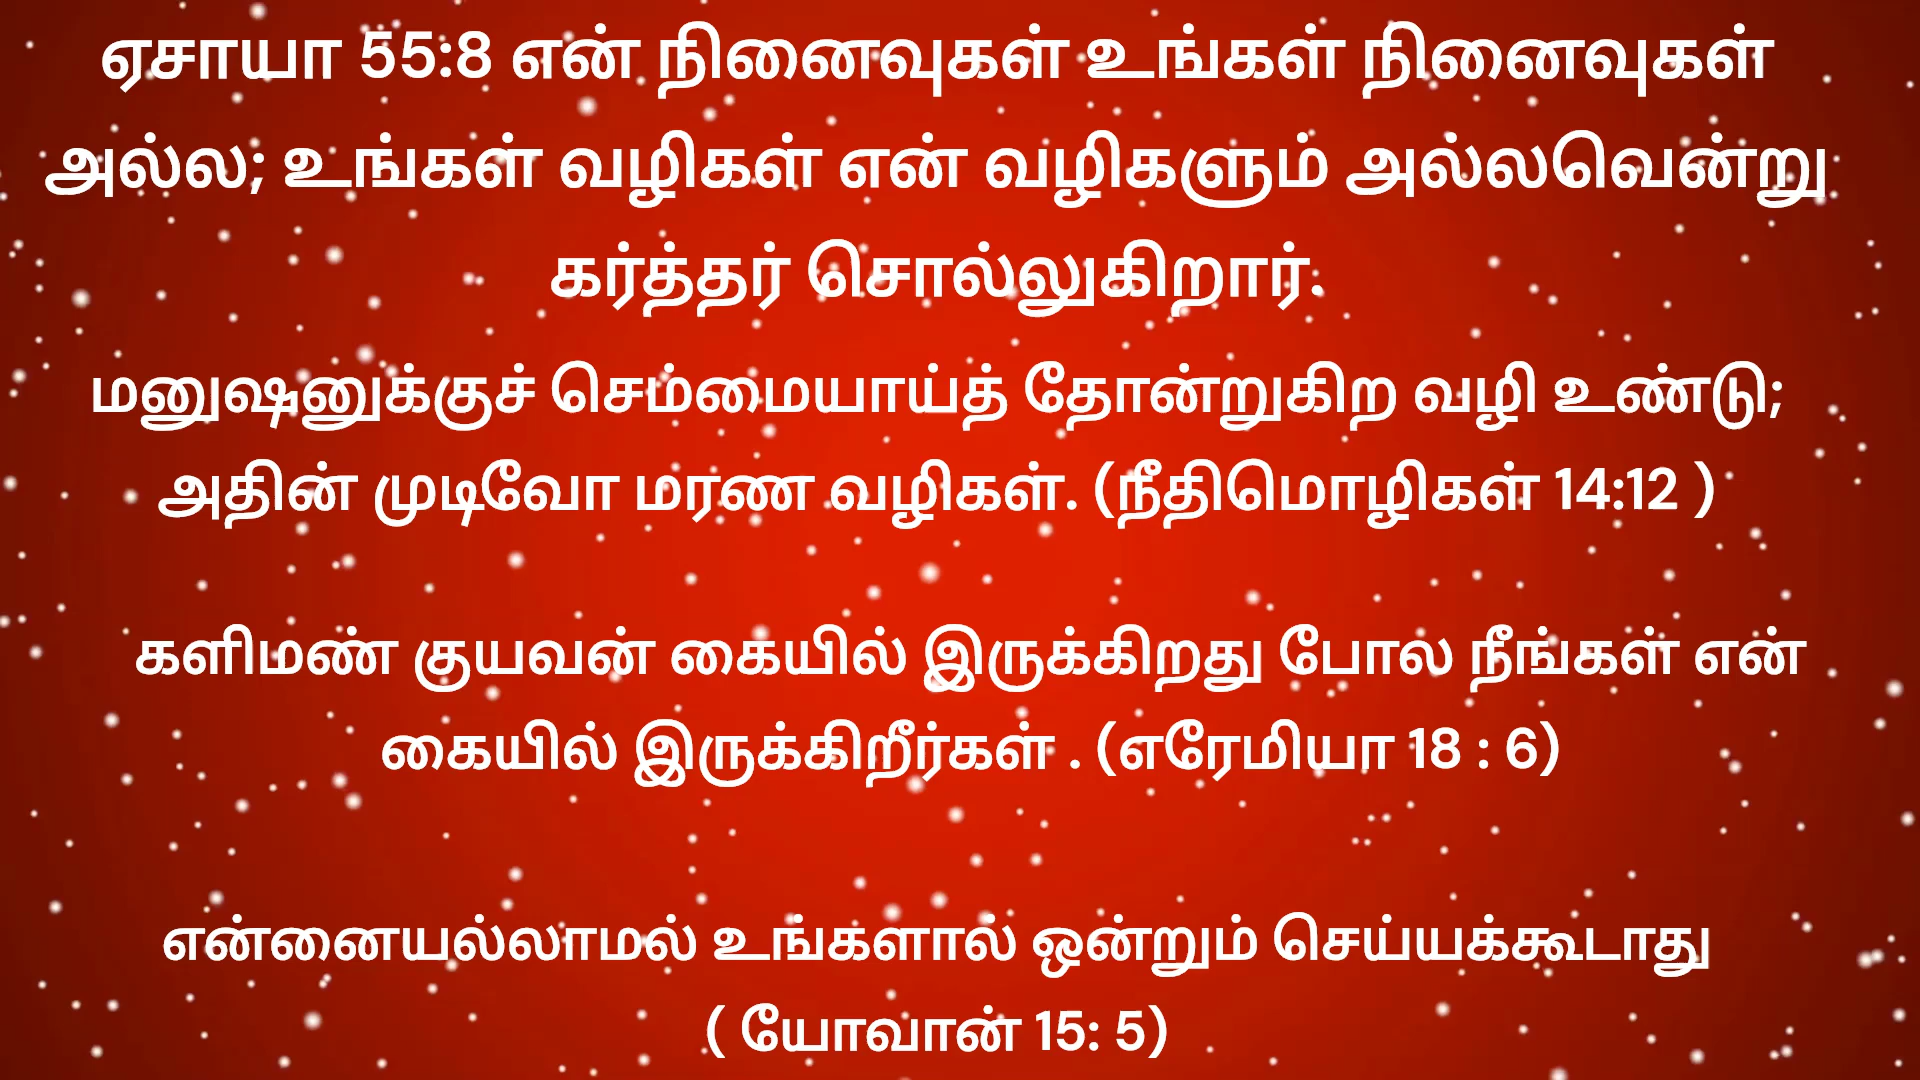 ஏசாயா 55:8 என் நினைவுகள் உங்கள் நினைவுகள்
அல்ல; உங்கள் வழிகள் என் வழிகளும் அல்லவென்று
கர்த்தர் சொல்லுகிறார்.
மனுஷனுக்குச் செம்மையாய்த் தோன்றுகிற வழி உண்டு;
அதின் முடிவோ மரண வழிகள். (நீதிமொழிகள் 14:12 )
களிமண் குயவன் கையில் இருக்கிறது போல நீங்கள் என்
கையில் இருக்கிறீர்கள் . (எரேமியா 18 : 6)
என்னையல்லாமல் உங்களால் ஒன்றும் செய்யக்கூடாது
( யோவான் 15: 5)